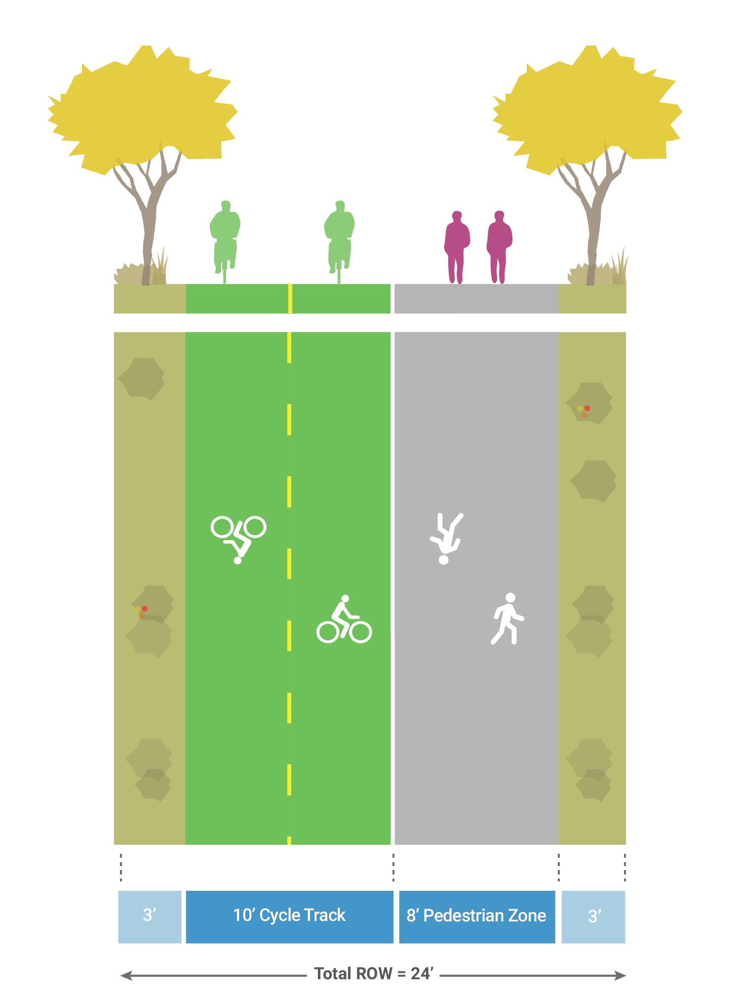 3’
10’ Cycle Track
8’ Pedestrian Zone
3’
Total ROW = 24’